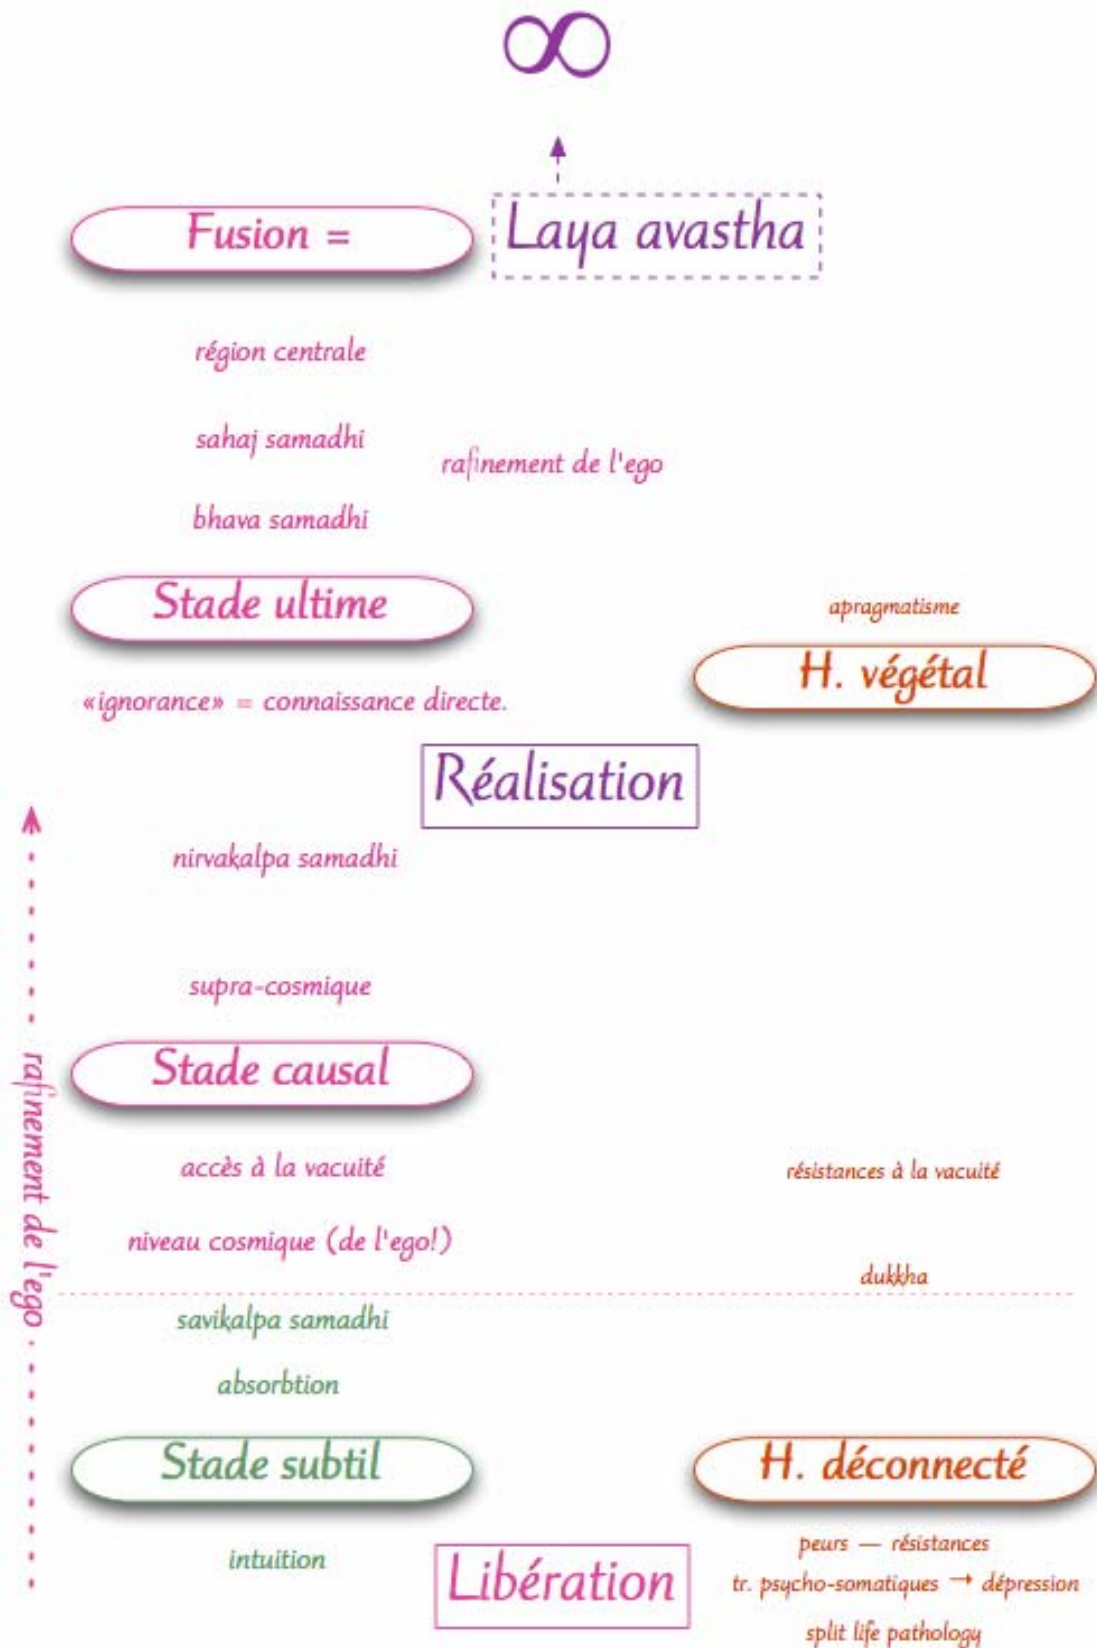 ∞
Fusion =
Laya avastha
région centrale
sahaj samadhi
rafinement de l'ego
bhava samadhi
Stade ultime
apragmatisme
H. végétal
«ignorance» = connaissance directe.
Réalisation
nirvakalpa samadhi
supra-cosmique
Stade causal
rafinement de l'ego
accès à la vacuité
résistances à la vacuité
niveau cosmique (de l'ego!)
dukkha
savikalpa samadhi
absorbtion
Stade subtil
H. déconnecté
intuition
Libération
peurs — résistances
tr. psycho-somatiques → dépression
split life pathology